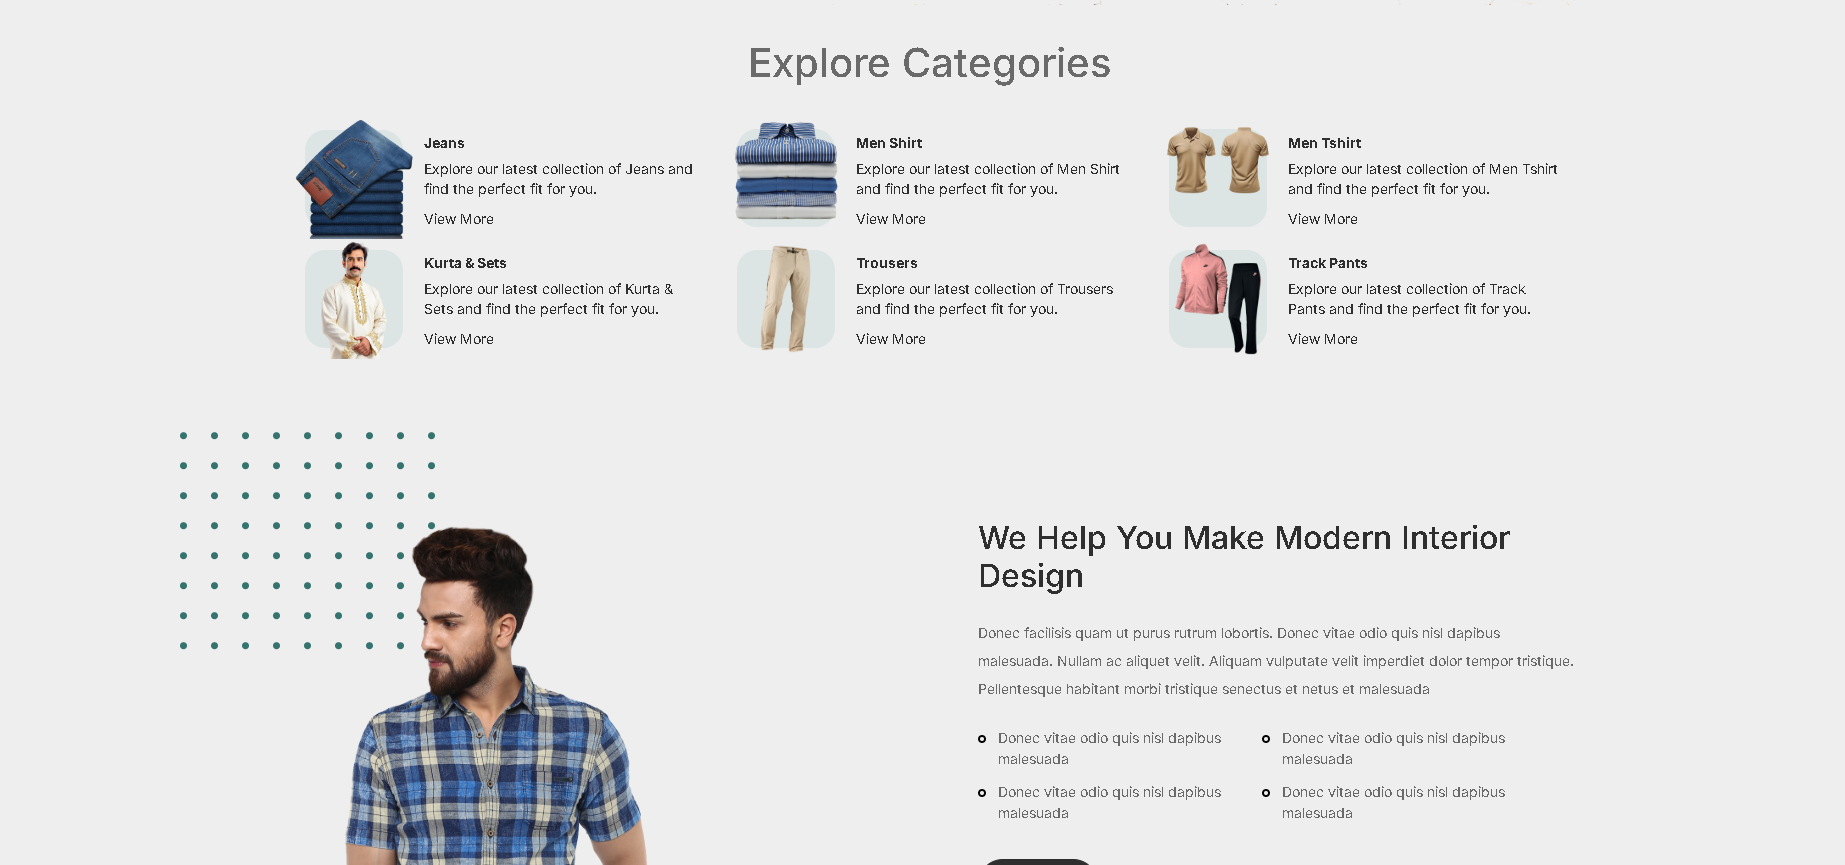 Explore Categories
Jeans
Explore our latest collection of Jeans and
find the perfect fit for you.
View More
Men Shirt
Explore our latest collection of Men Shirt
and find the perfect fit for you.
View More
Men Tshirt
Explore our latest collection of Men Tshirt
and find the perfect fit for you.
View More
Kurta & Sets
Explore our latest collection of Kurta &
Sets and find the perfect fit for you.
View More
Trousers
Explore our latest collection of Trousers
and find the perfect fit for you.
View More
Track Pants
Explore our latest collection of Track
Pants and find the perfect fit for you.
View More
We Help You Make Modern Interior
Design
Donec facilisis quam ut purus rutrum lobortis. Donec vitae odio quis nisl dapibus
malesuada. Nullam ac aliquet velit. Aliquam vulputate velit imperdiet dolor tempor tristique.
Pellentesque habitant morbi tristique senectus et netus et malesuada
Donec vitae odio quis nisl dapibus
malesuada
Donec vitae odio quis nisl dapibus
malesuada
Donec vitae odio quis nisl dapibus
malesuada
Donec vitae odio quis nisl dapibus
malesuada